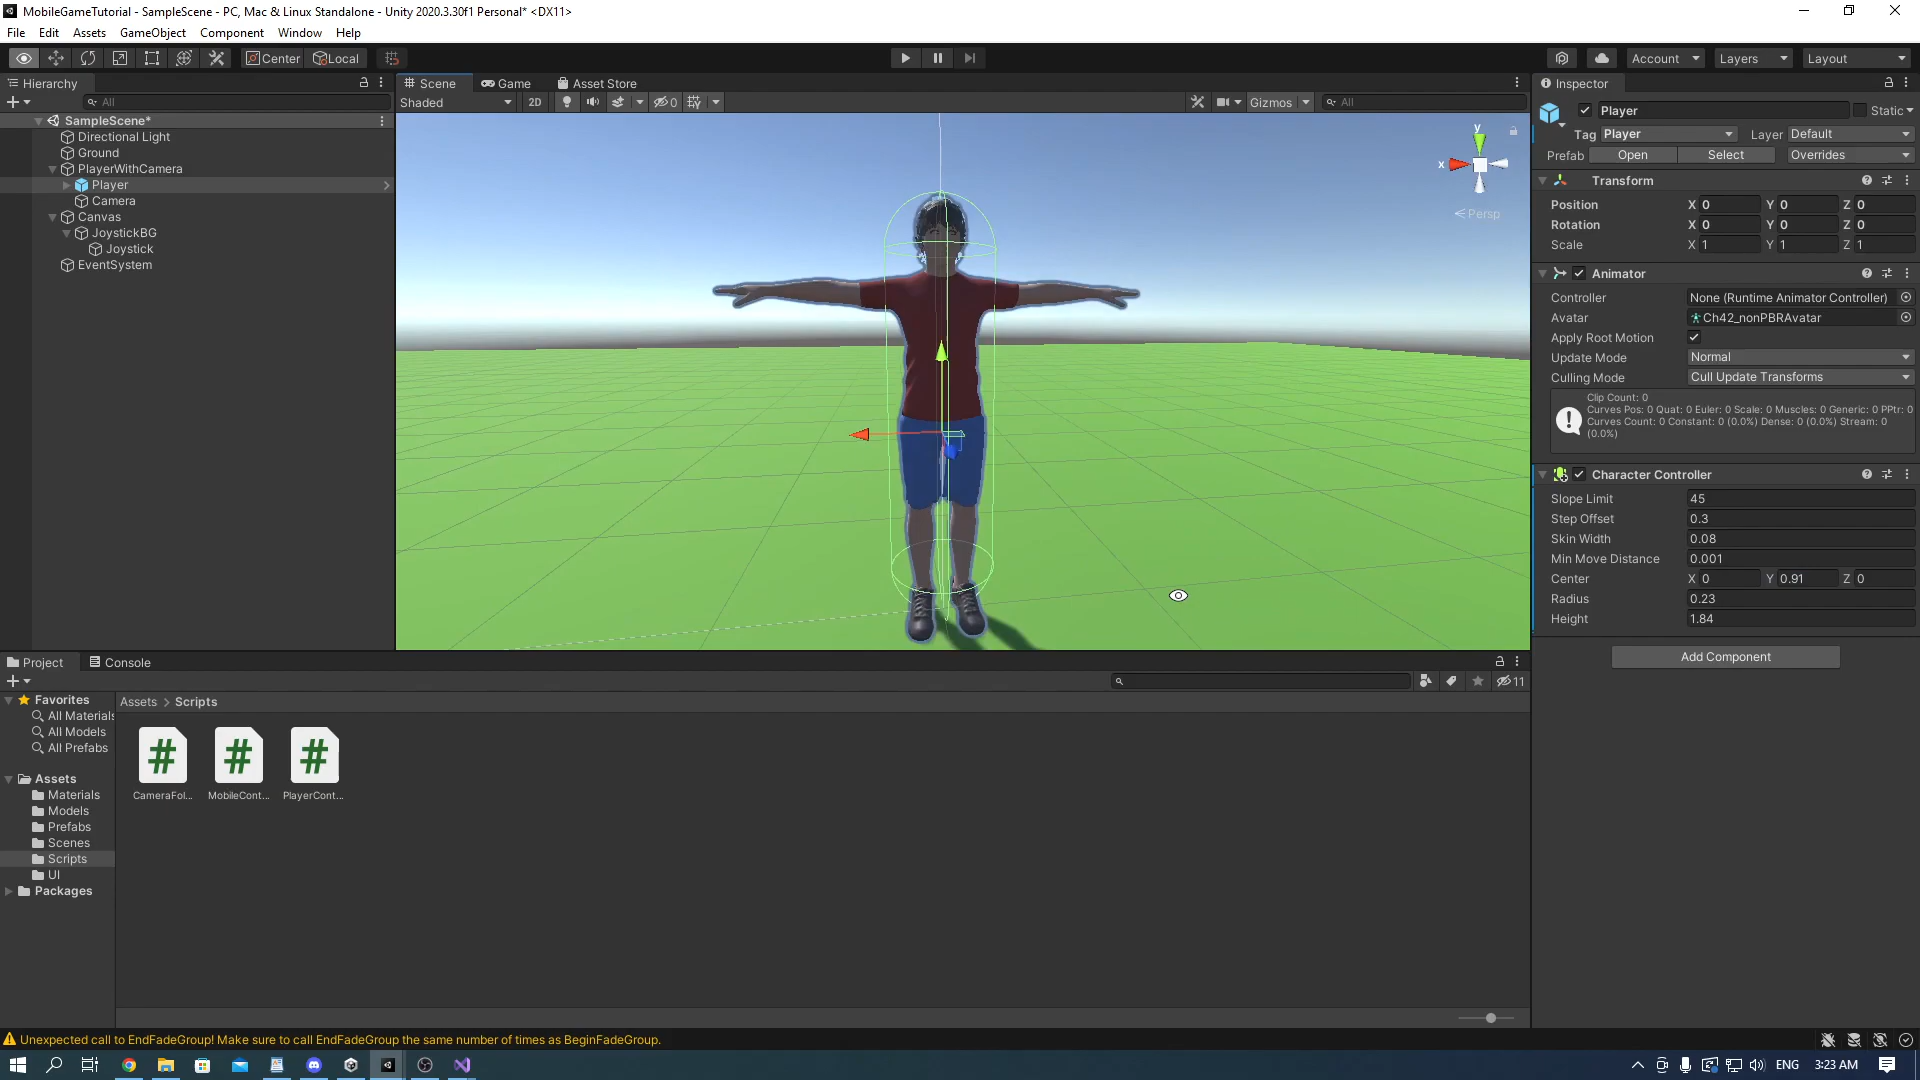 MobileGameTutorial - SampleScene - PC, Mac & Linux Standalone - Unity 2020.3.30f1 Personal* <DX11>
File Edit Assets GameObject Component Window Help
Center Local Account Layers Layout
Hierarchy
All
SampleScene*
Directional Light
Ground
PlayerWithCamera
Player
Camera
Canvas
JoystickBG
Joystick
EventSystem
Scene Game Asset Store
Shaded 2D 0 Gizmos All
y
x
Persp
Inspector
Player Static
Tag Player Layer Default
Prefab Open Select Overrides
Transform
Position X 0 Y 0 Z 0
Rotation X 0 Y 0 Z 0
Scale X 1 Y 1 Z 1
Animator
Controller None (Runtime Animator Controller)
Avatar Ch42_nonPBRAvatar
Apply Root Motion
Update Mode Normal
Culling Mode Cull Update Transforms
Clip Count: 0
Curves Pos: 0 Quat: 0 Euler: 0 Scale: 0 Muscles: 0 Generic: 0 PPtr: 0
Curves Count: 0 Constant: 0 (0.0%) Dense: 0 (0.0%) Stream: 0
(0.0%)
Character Controller
Slope Limit 45
Step Offset 0.3
Skin Width 0.08
Min Move Distance 0.001
Center X 0 Y 0.91 Z 0
Radius 0.23
Height 1.84
Add Component
Project Console
11
Favorites
All Materials
All Models
All Prefabs
Assets
Materials
Models
Prefabs
Scenes
Scripts
UI
Packages
Assets > Scripts
CameraFol... MobileCont... PlayerCont...
Unexpected call to EndFadeGroup! Make sure to call EndFadeGroup the same number of times as BeginFadeGroup.
ENG 3:23 AM